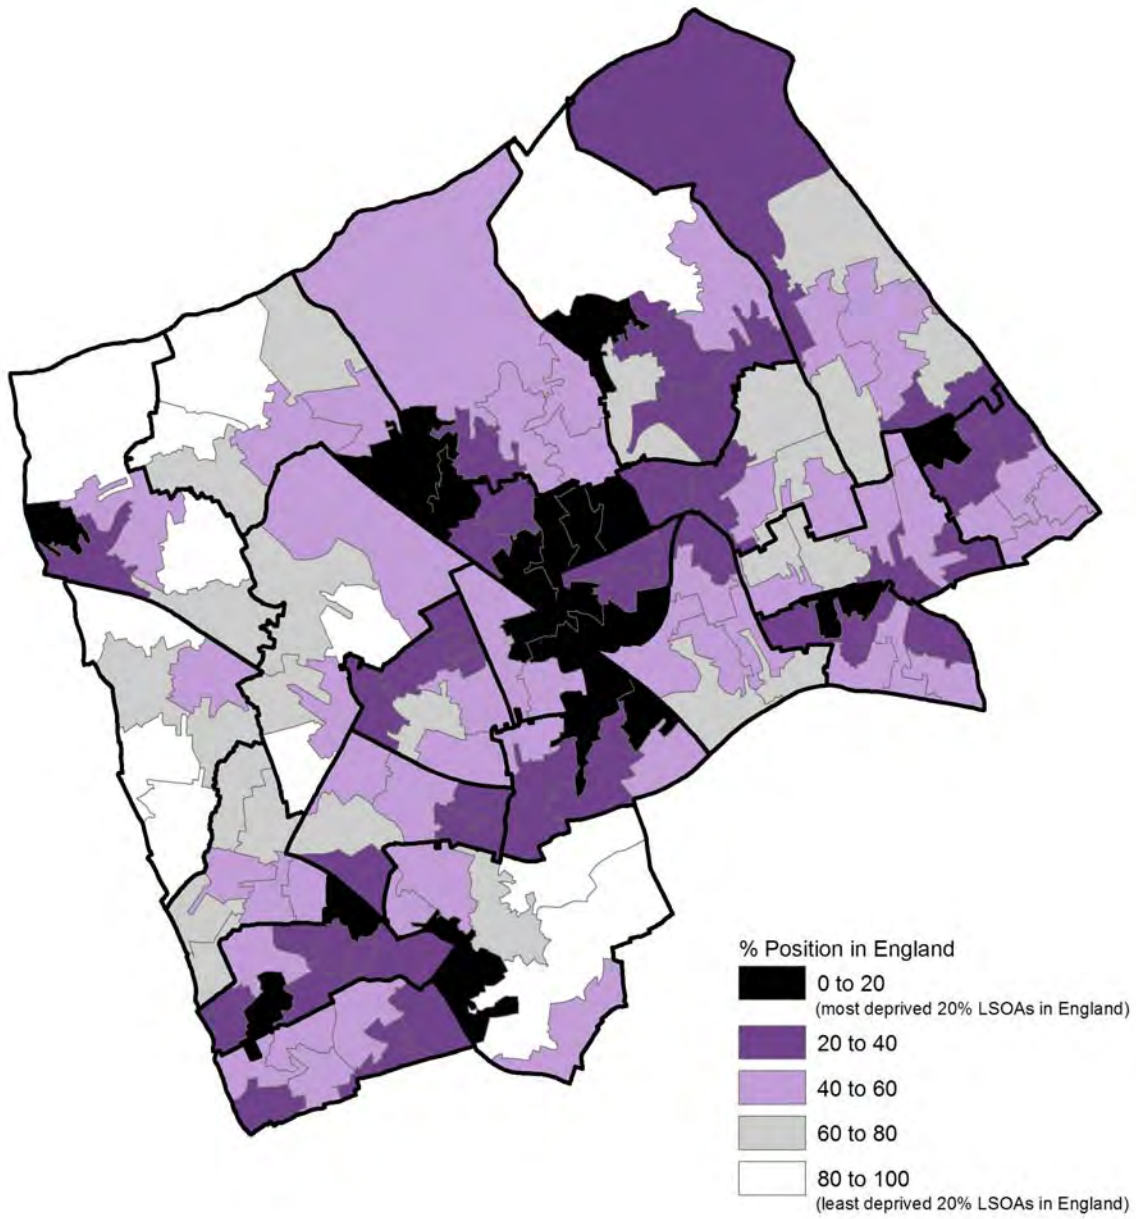 % Position in England
0 to 20
(most deprived 20% LSOAs in England)
20 to 40
40 to 60
60 to 80
80 to 100
(least deprived 20% LSOAs in England)